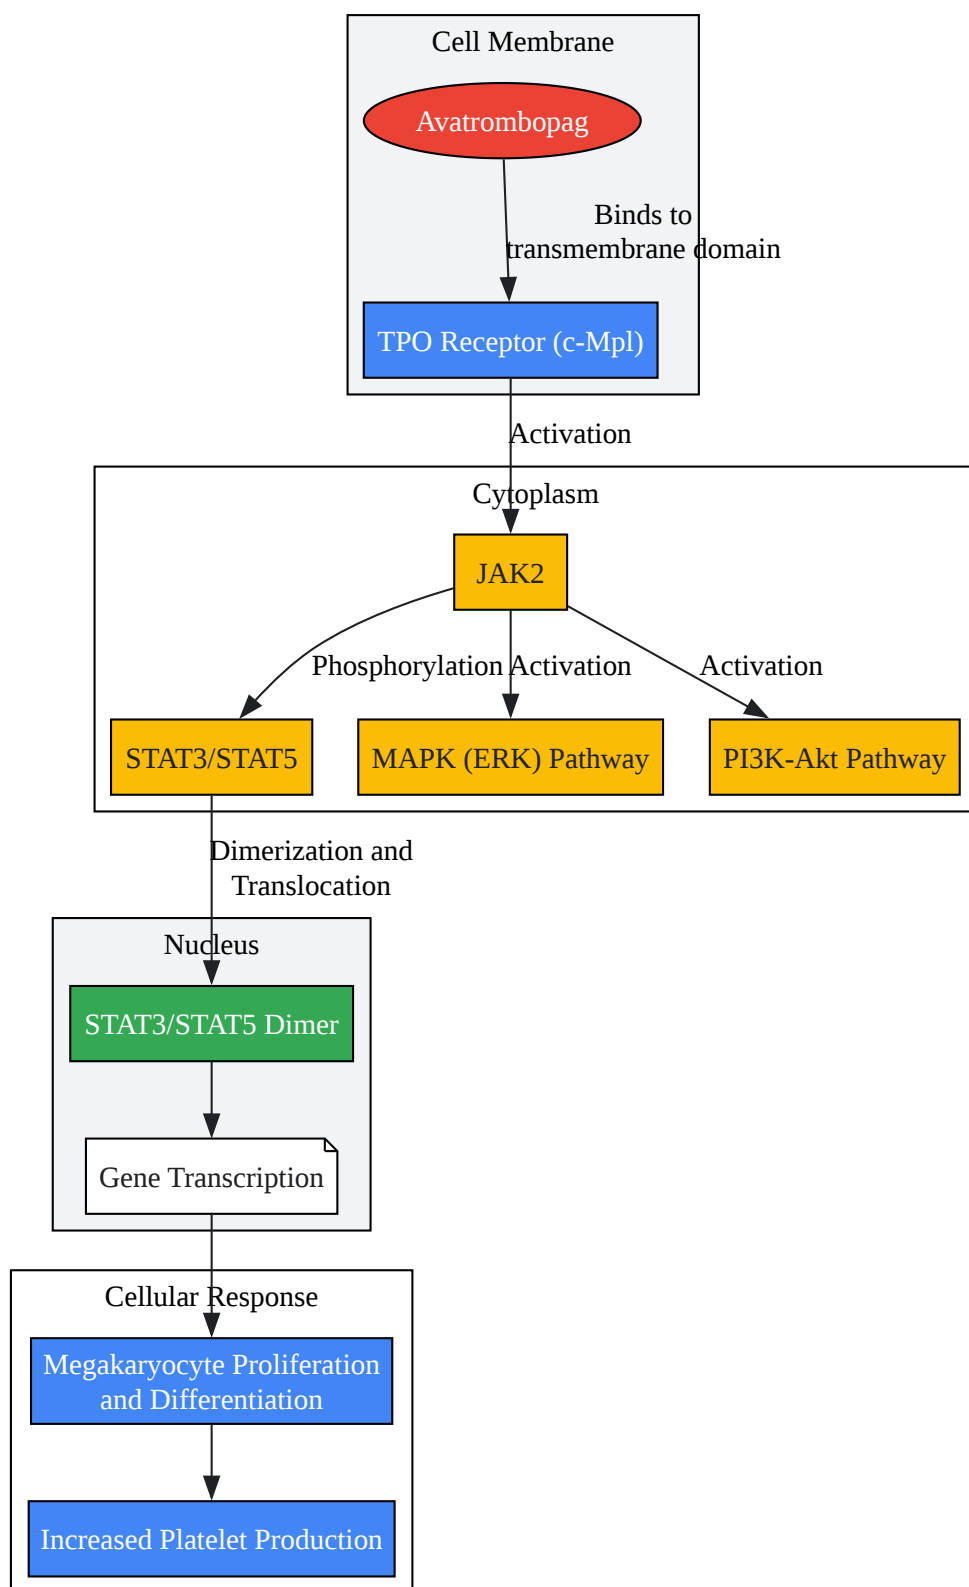 Cell Membrane
Avatrombopag
Binds to
transmembrane domain
TPO Receptor (c-Mpl)
Activation
Cytoplasm
JAK2
Phosphorylation
Activation
Activation
STAT3/STAT5
MAPK (ERK) Pathway
PI3K-Akt Pathway
Dimerization and
Translocation
Nucleus
STAT3/STAT5 Dimer
Gene Transcription
Cellular Response
Megakaryocyte Proliferation
and Differentiation
Increased Platelet Production